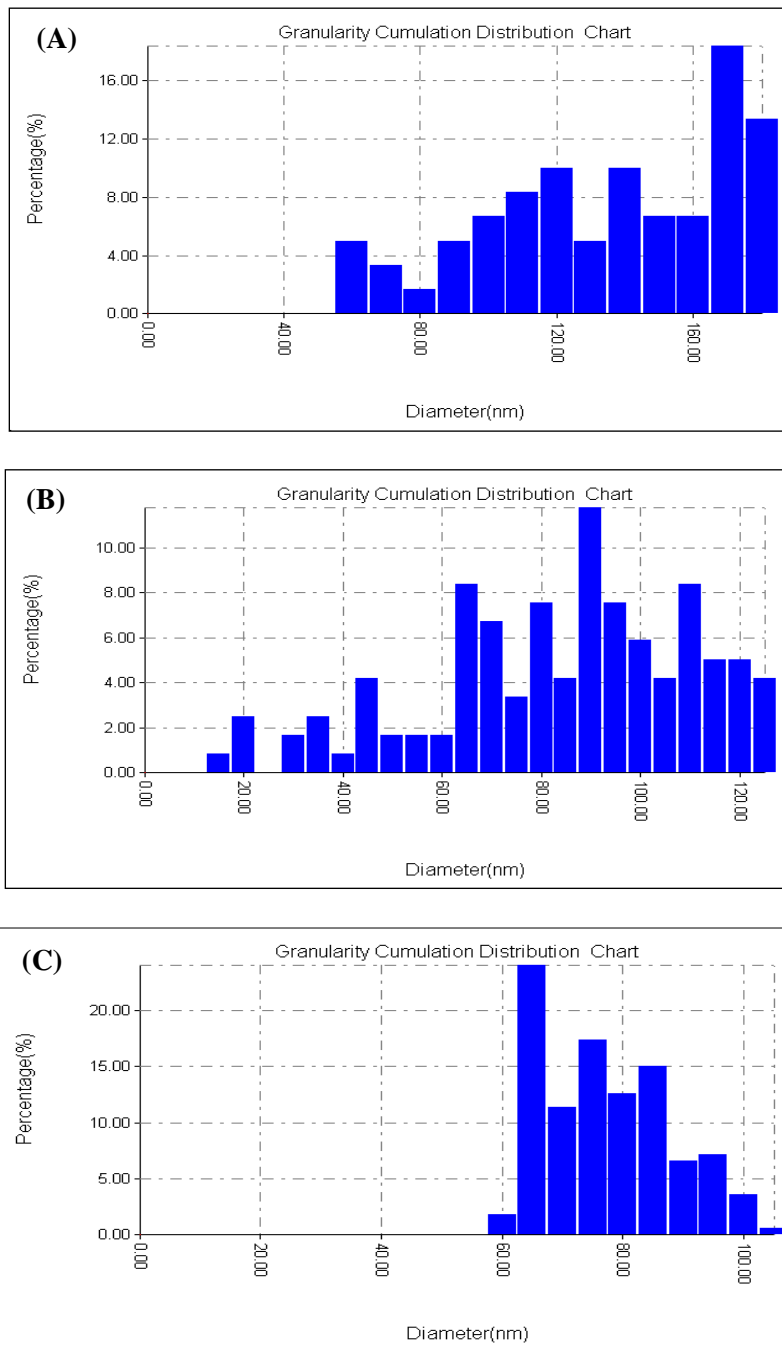 (A)
Granularity Cumulation Distribution Chart
Percentage(%)
16.00
12.00
8.00
4.00
0.00
0.00 40.00 80.00 120.00 160.00
Diameter(nm)
(B)
Granularity Cumulation Distribution Chart
Percentage(%)
10.00
8.00
6.00
4.00
2.00
0.00
0.00 20.00 40.00 60.00 80.00 100.00 120.00
Diameter(nm)
(C)
Granularity Cumulation Distribution Chart
Percentage(%)
20.00
15.00
10.00
5.00
0.00
0.00 20.00 40.00 60.00 80.00 100.00
Diameter(nm)